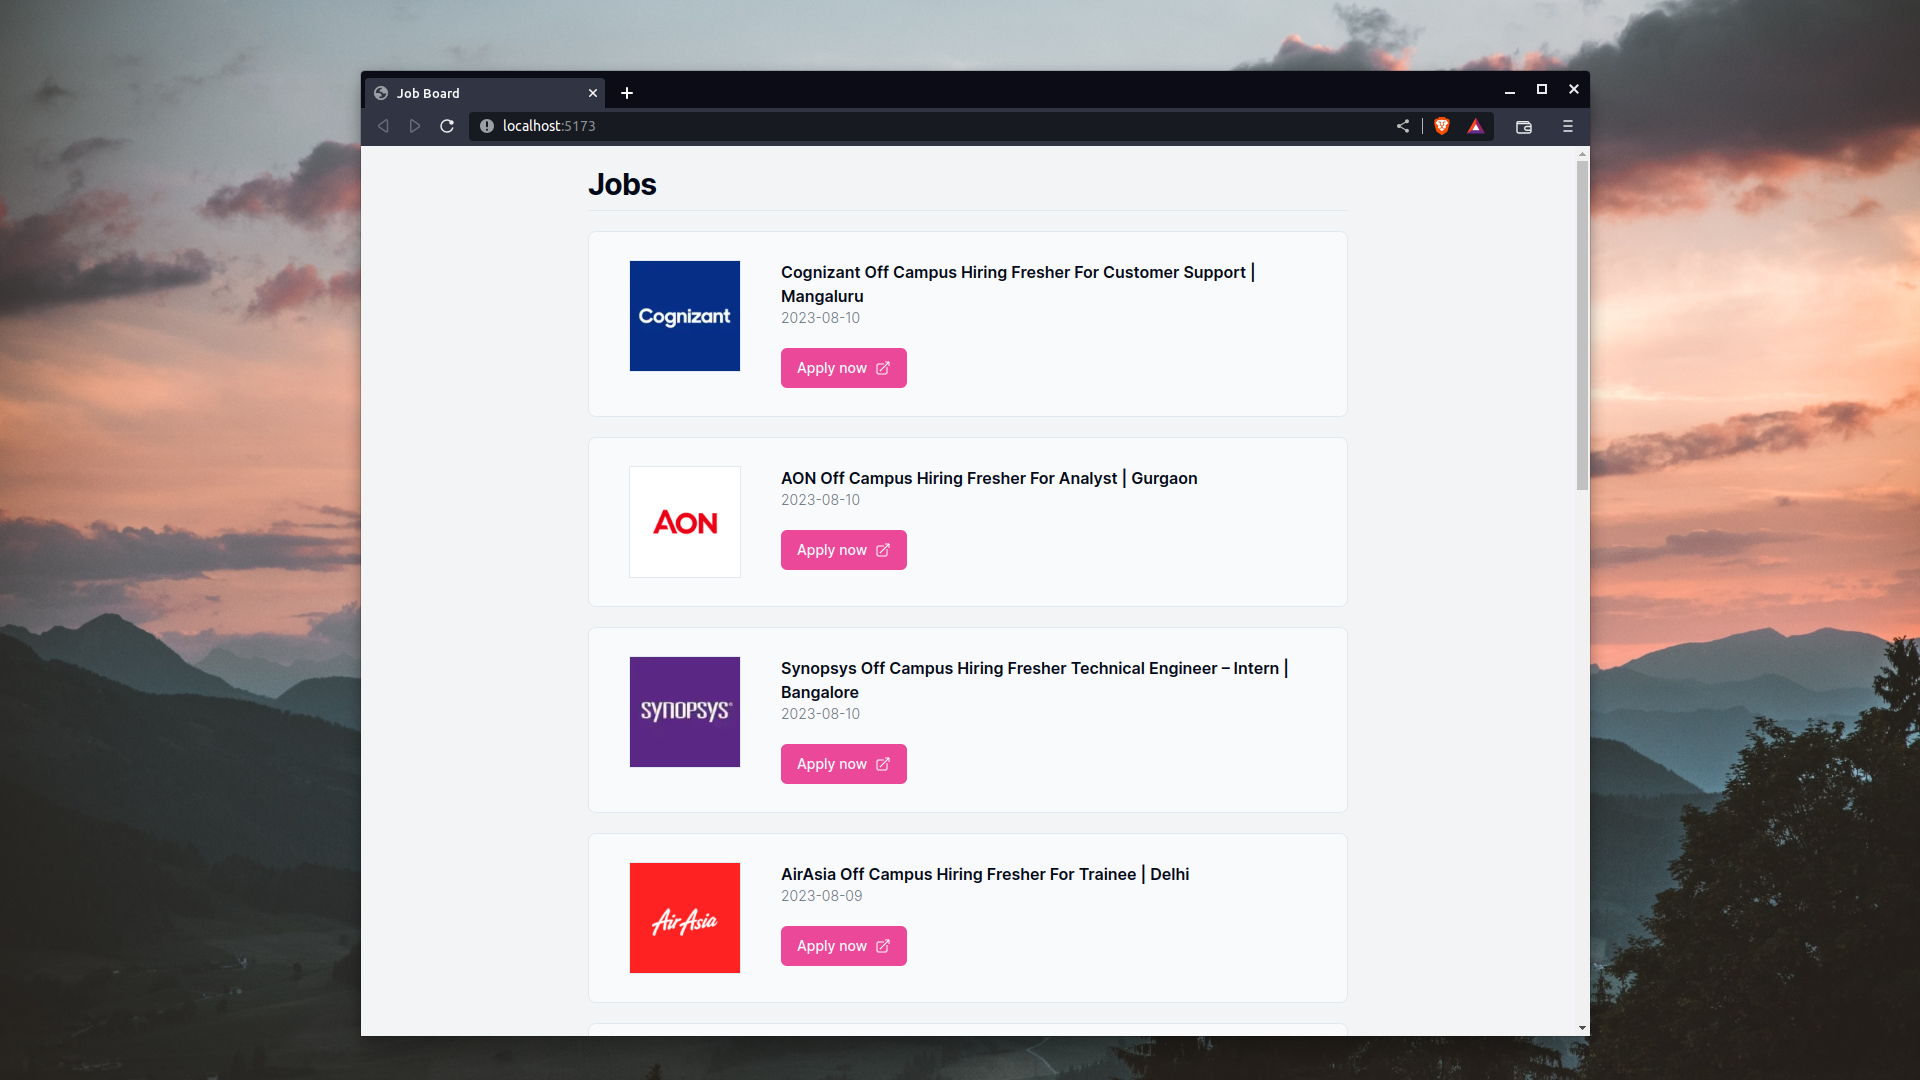 Job Board
localhost:5173
Jobs
Cognizant
Cognizant Off Campus Hiring Fresher For Customer Support |
Mangaluru
2023-08-10
Apply now
AON
AON Off Campus Hiring Fresher For Analyst | Gurgaon
2023-08-10
Apply now
SYNOPSYS®
Synopsys Off Campus Hiring Fresher Technical Engineer – Intern |
Bangalore
2023-08-10
Apply now
AirAsia
AirAsia Off Campus Hiring Fresher For Trainee | Delhi
2023-08-09
Apply now